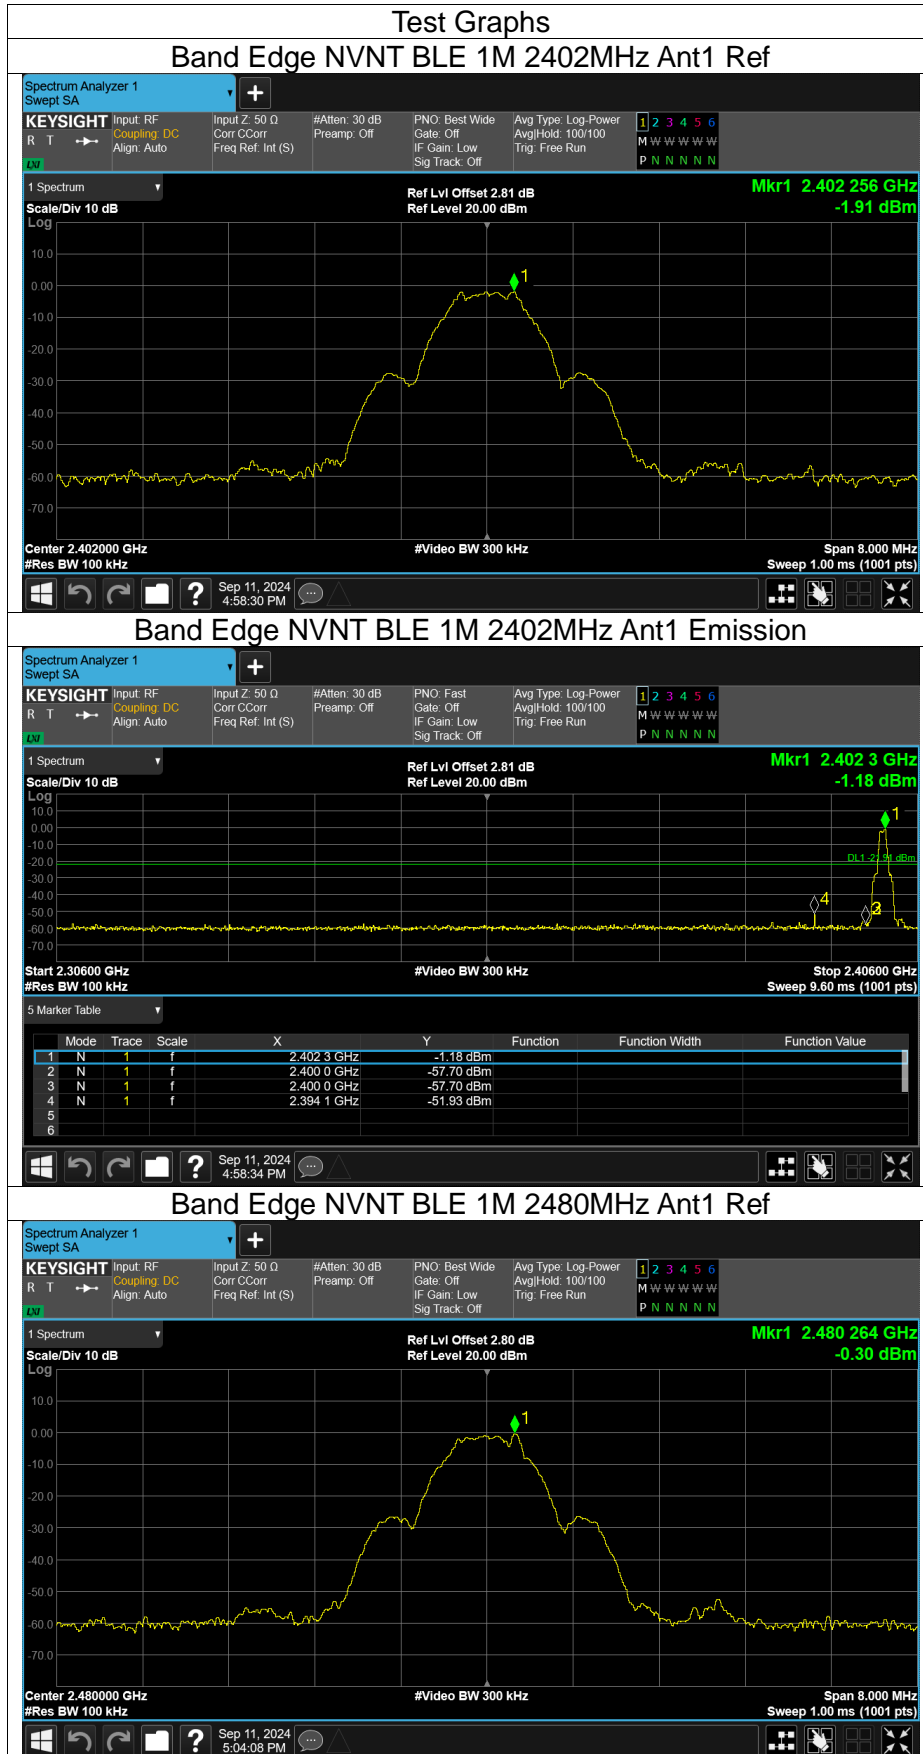 Test Graphs
Band Edge NVNT BLE 1M 2402MHz Ant1 Ref
Spectrum Analyzer 1
Swept SA
KEYSIGHT Input: RF Input Z: 50 Ω #Atten: 30 dB PNO: Best Wide Avg Type: Log-Power 1 2 3 4 5 6
R T Coupling: DC Corr CCorr Preamp: Off Gate: Off Avg|Hold: 100/100 M W W W W W
Align: Auto Freq Ref: Int (S) IF Gain: Low Trig: Free Run
LXI Sig Track: Off P N N N N N
1 Spectrum Ref Lvl Offset 2.81 dB Mkr1 2.402 256 GHz
Scale/Div 10 dB Ref Level 20.00 dBm -1.91 dBm
Log
10.0
1
0.00
-10.0
-20.0
-30.0
-40.0
-50.0
-60.0
-70.0
Center 2.402000 GHz #Video BW 300 kHz Span 8.000 MHz
#Res BW 100 kHz Sweep 1.00 ms (1001 pts)
? Sep 11, 2024
4:58:30 PM
Band Edge NVNT BLE 1M 2402MHz Ant1 Emission
Spectrum Analyzer 1
Swept SA
KEYSIGHT Input: RF Input Z: 50 Ω #Atten: 30 dB PNO: Fast Avg Type: Log-Power 1 2 3 4 5 6
R T Coupling: DC Corr CCorr Preamp: Off Gate: Off Avg|Hold: 100/100 M W W W W W
Align: Auto Freq Ref: Int (S) IF Gain: Low Trig: Free Run
LXI Sig Track: Off P N N N N N
1 Spectrum Ref Lvl Offset 2.81 dB Mkr1 2.402 3 GHz
Scale/Div 10 dB Ref Level 20.00 dBm -1.18 dBm
Log
10.0 1
0.00
-10.0
-20.0 DL1 -21.91 dBm
-30.0
-40.0 4
-50.0 3
-60.0
-70.0
Start 2.30600 GHz #Video BW 300 kHz Stop 2.40600 GHz
#Res BW 100 kHz Sweep 9.60 ms (1001 pts)
5 Marker Table
Mode Trace Scale X Y Function Function Width Function Value
1 N 1 f 2.402 3 GHz -1.18 dBm
2 N 1 f 2.400 0 GHz -57.70 dBm
3 N 1 f 2.400 0 GHz -57.70 dBm
4 N 1 f 2.394 1 GHz -51.93 dBm
5
6
? Sep 11, 2024
4:58:34 PM
Band Edge NVNT BLE 1M 2480MHz Ant1 Ref
Spectrum Analyzer 1
Swept SA
KEYSIGHT Input: RF Input Z: 50 Ω #Atten: 30 dB PNO: Best Wide Avg Type: Log-Power 1 2 3 4 5 6
R T Coupling: DC Corr CCorr Preamp: Off Gate: Off Avg|Hold: 100/100 M W W W W W
Align: Auto Freq Ref: Int (S) IF Gain: Low Trig: Free Run
LXI Sig Track: Off P N N N N N
1 Spectrum Ref Lvl Offset 2.80 dB Mkr1 2.480 264 GHz
Scale/Div 10 dB Ref Level 20.00 dBm -0.30 dBm
Log
10.0
1
0.00
-10.0
-20.0
-30.0
-40.0
-50.0
-60.0
-70.0
Center 2.480000 GHz #Video BW 300 kHz Span 8.000 MHz
#Res BW 100 kHz Sweep 1.00 ms (1001 pts)
? Sep 11, 2024
5:04:08 PM